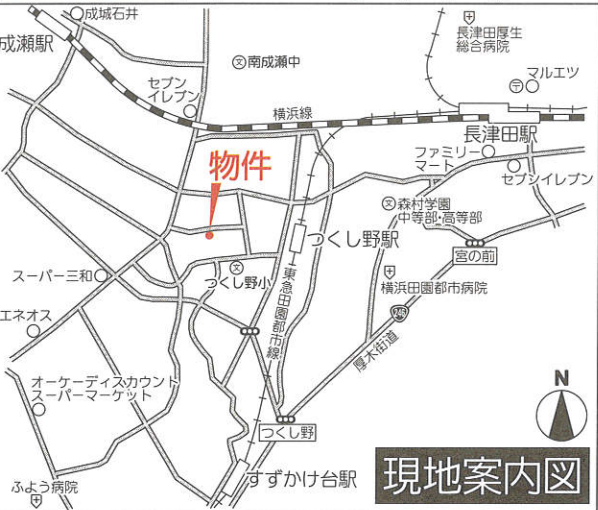 成城石井
成瀬駅
南成瀬中
長津田厚生
総合病院
マルエツ
セブン
イレブン
横浜線
長津田駅
物件
ファミリー
マート
セブンイレブン
森村学園
中等部・高等部
つくし野駅
宮の前
スーパー三和
つくし野小
横浜田園都市病院
東急田園都市線
エネオス
246
厚木街道
オーケーディスカウント
スーパーマーケット
つくし野
N
すずかけ台駅
現地案内図
ふよう病院
文
文
文
〒